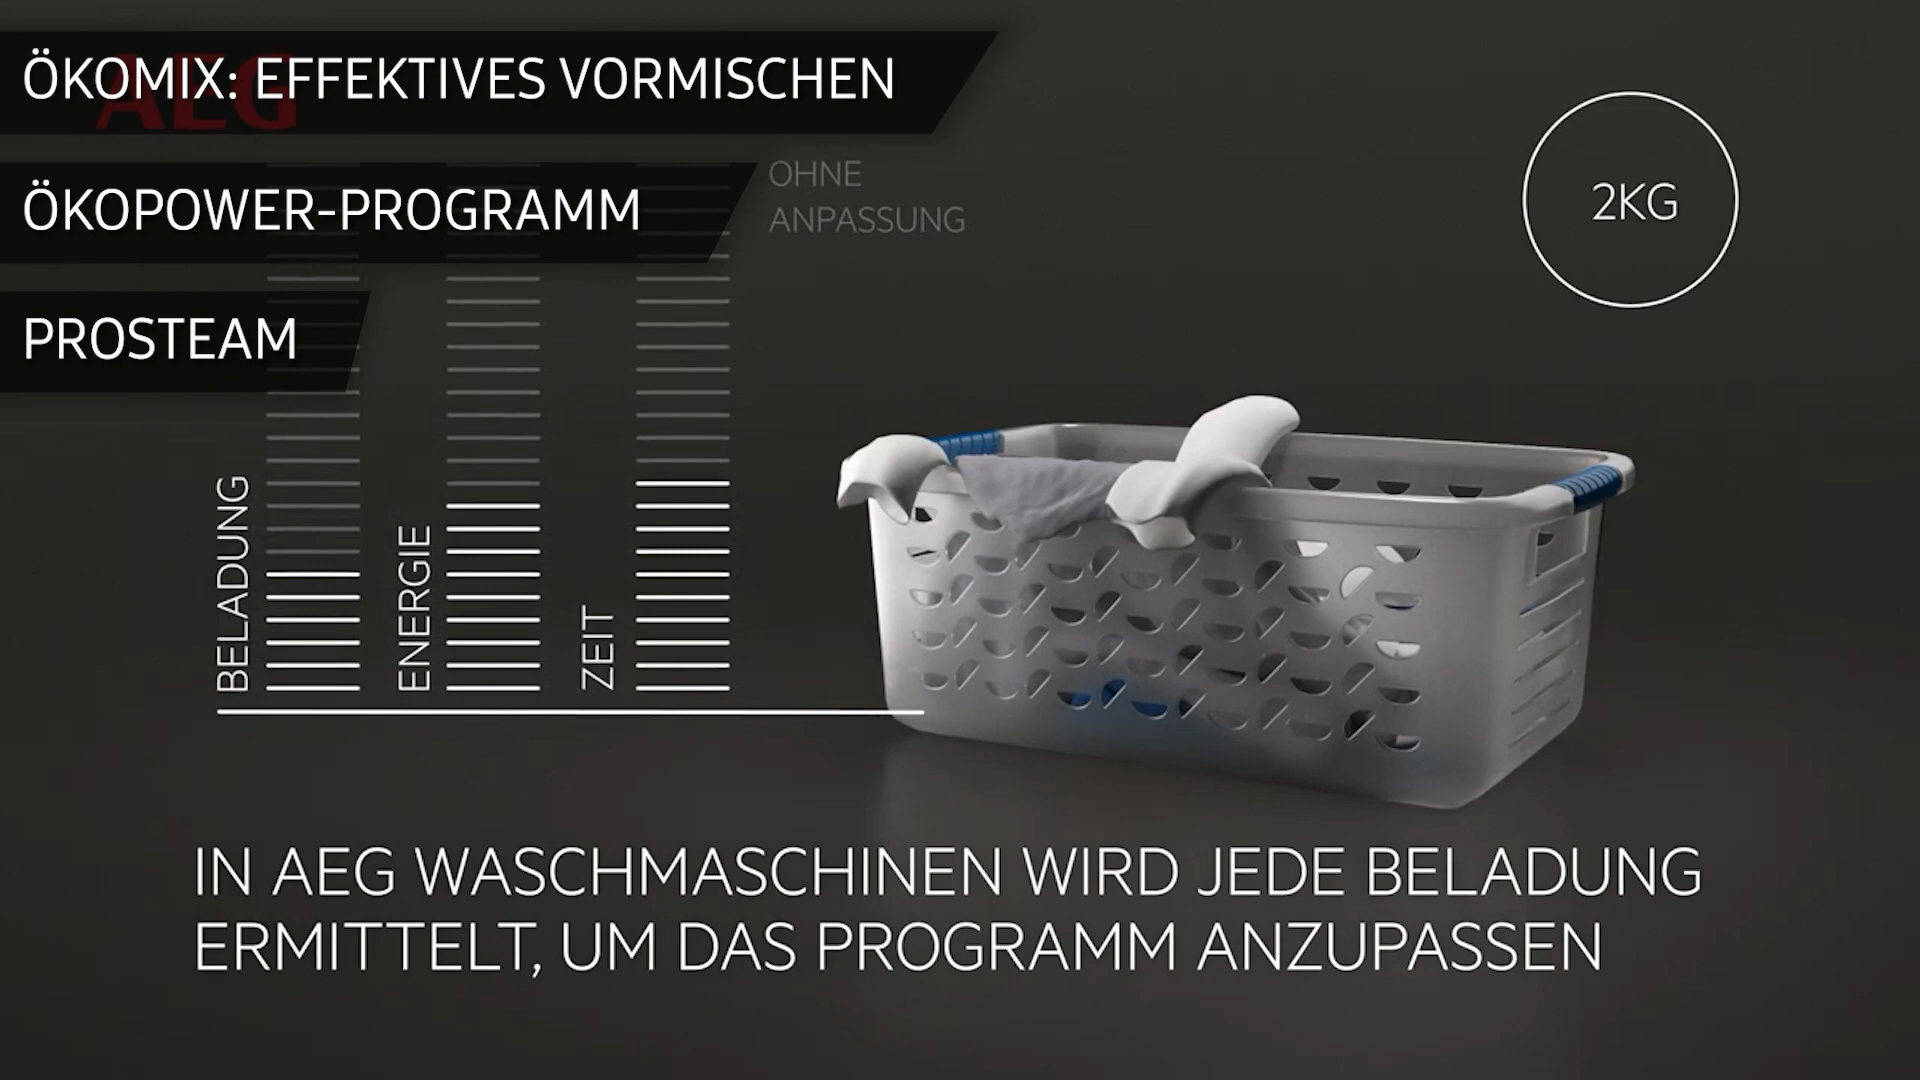 ÖKOMIX: EFFEKTIVES VORMISCHEN
AEG
ÖKOPOWER-PROGRAMM
PROSTEAM
OHNE
ANPASSUNG
2KG
BELADUNG
ENERGIE
ZEIT
IN AEG WASCHMASCHINEN WIRD JEDE BELADUNG
ERMITTELT, UM DAS PROGRAMM ANZUPASSEN